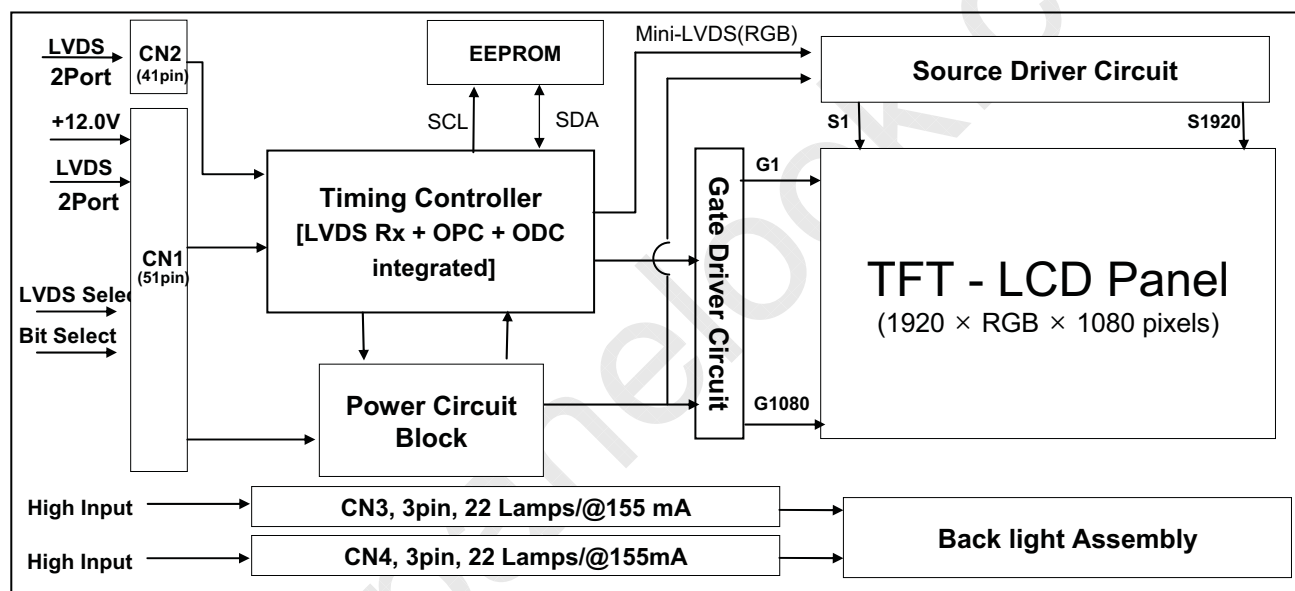 LVDS
2Port
CN2
(41pin)
EEPROM
Mini-LVDS(RGB)
Source Driver Circuit
+12.0V
LVDS
2Port
SCL
SDA
S1
S1920
CN1
(51pin)
Timing Controller
[LVDS Rx + OPC + ODC
integrated]
Gate Driver Circuit
G1
G1080
TFT - LCD Panel
(1920 × RGB × 1080 pixels)
LVDS Selec
Bit Select
Power Circuit
Block
High Input
CN3, 3pin, 22 Lamps/@155 mA
High Input
CN4, 3pin, 22 Lamps/@155mA
Back light Assembly